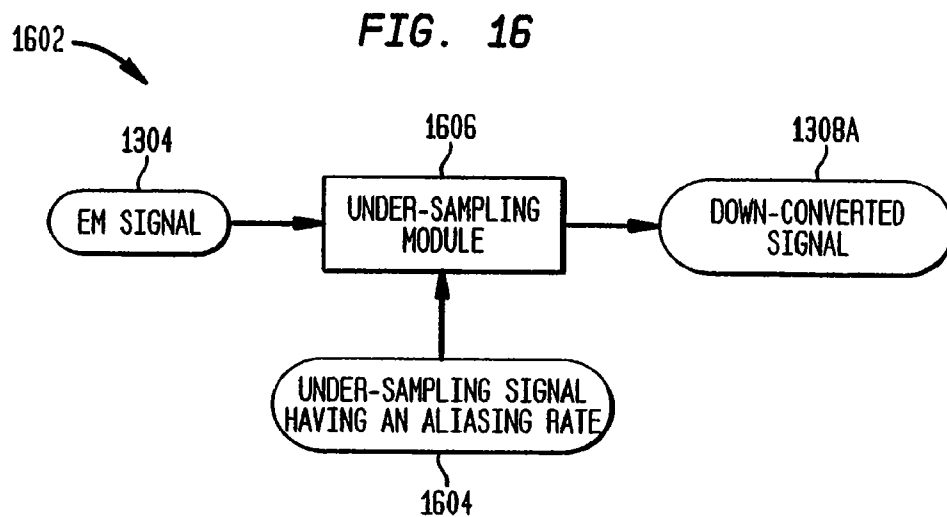 FIG. 16
1602
1304
1606
1308A
EM SIGNAL
UNDER-SAMPLING
MODULE
DOWN-CONVERTED
SIGNAL
UNDER-SAMPLING SIGNAL
HAVING AN ALIASING RATE
1604